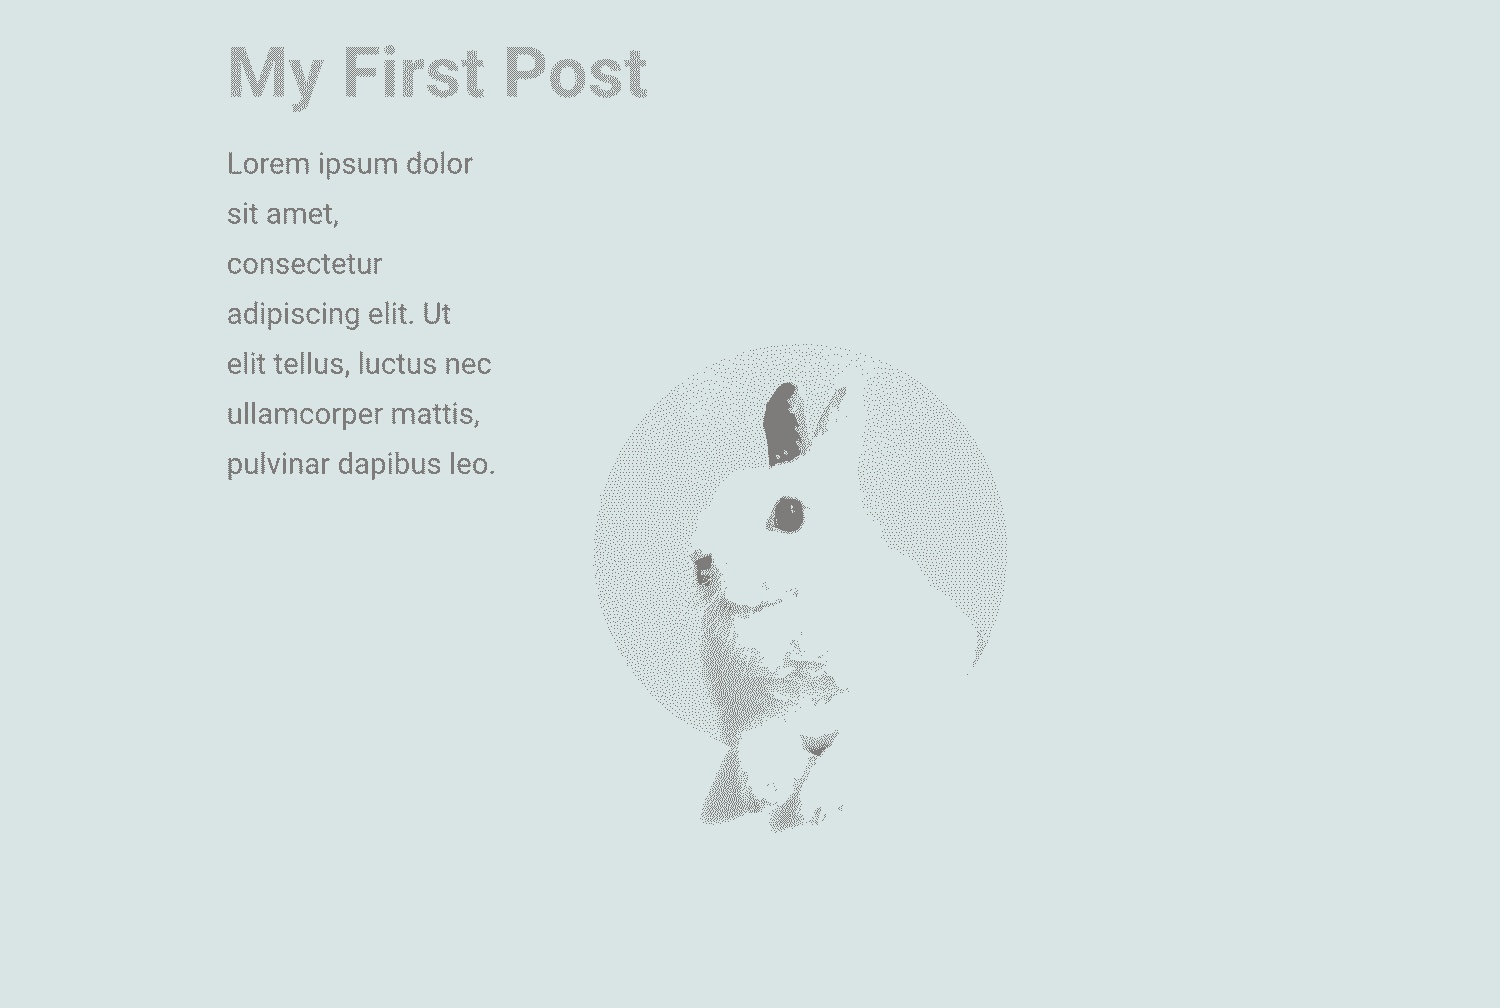 My First Post
Lorem ipsum dolor
sit amet,
consectetur
adipiscing elit. Ut
elit tellus, luctus nec
ullamcorper mattis,
pulvinar dapibus leo.